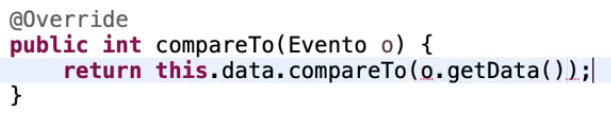 @Override
public int compareTo(Evento o) {
return this.data.compareTo(o.getData());
}